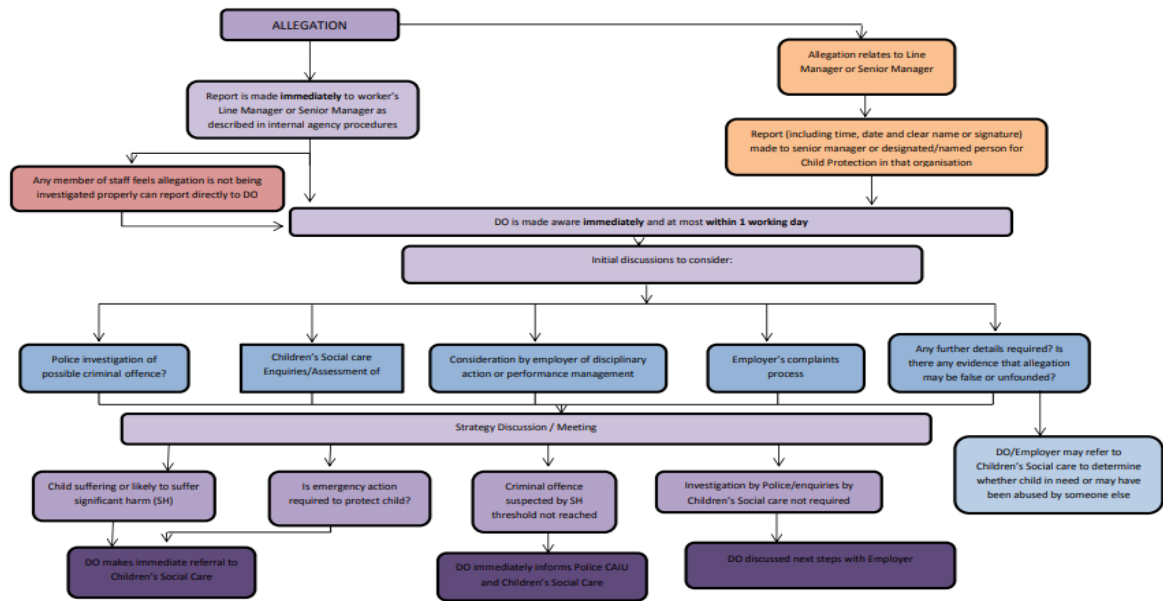 ALLEGATION
Allegation relates to Line
Manager or Senior Manager
Report is made immediately to worker's
Line Manager or Senior Manager as
described in internal agency procedures
Report (including time, date and clear name or signature)
made to senior manager or designated/named person for
Child Protection in that organisation
Any member of staff feels allegation is not being
investigated properly can report directly to DO
DO is made aware immediately and at most within 1 working day
Initial discussions to consider:
Police investigation of
possible criminal offence?
Children's Social care
Enquiries/Assessment of
Consideration by employer of disciplinary
action or performance management
Employer's complaints
process
Any further details required? Is
there any evidence that allegation
may be false or unfounded?
Strategy Discussion / Meeting
DO/Employer may refer to
Children's Social care to determine
whether child in need or may have
been abused by someone else
Child suffering or likely to suffer
significant harm (SH)
Is emergency action
required to protect child?
Criminal offence
suspected by SH
threshold not reached
Investigation by Police/enquiries by
Children's Social care not required
DO makes immediate referral to
Children's Social Care
DO immediately informs Police CAIU
and Children's Social Care
DO discussed next steps with Employer